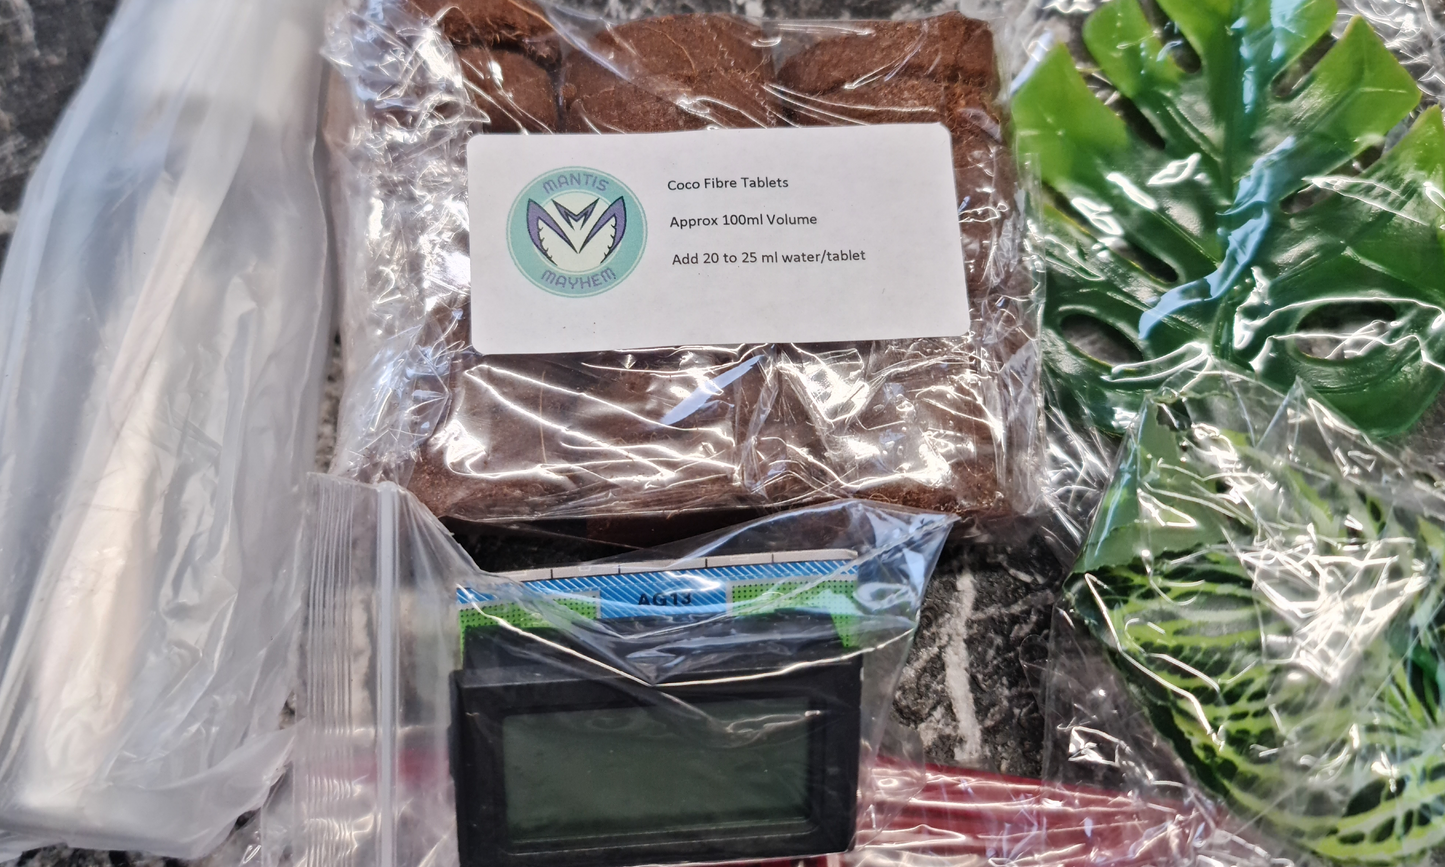 MANTIS
MAYHEM
Coco Fibre Tablets
Approx 100ml Volume
Add 20 to 25 ml water/tablet
AG13